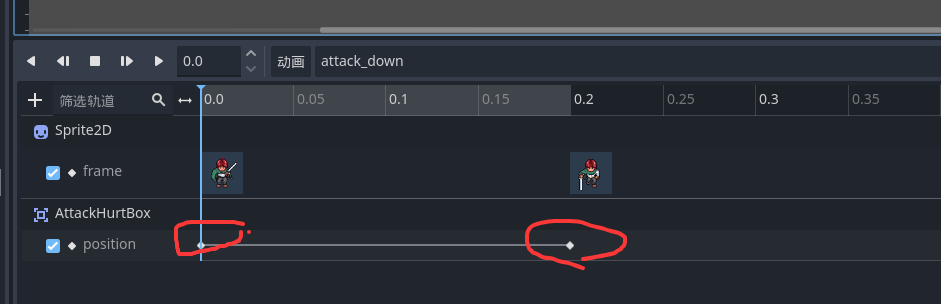 0.0 动画 attack_down
筛选轨道 0.0 0.05 0.1 0.15 0.2 0.25 0.3 0.35
Sprite2D
frame
AttackHurtBox
position